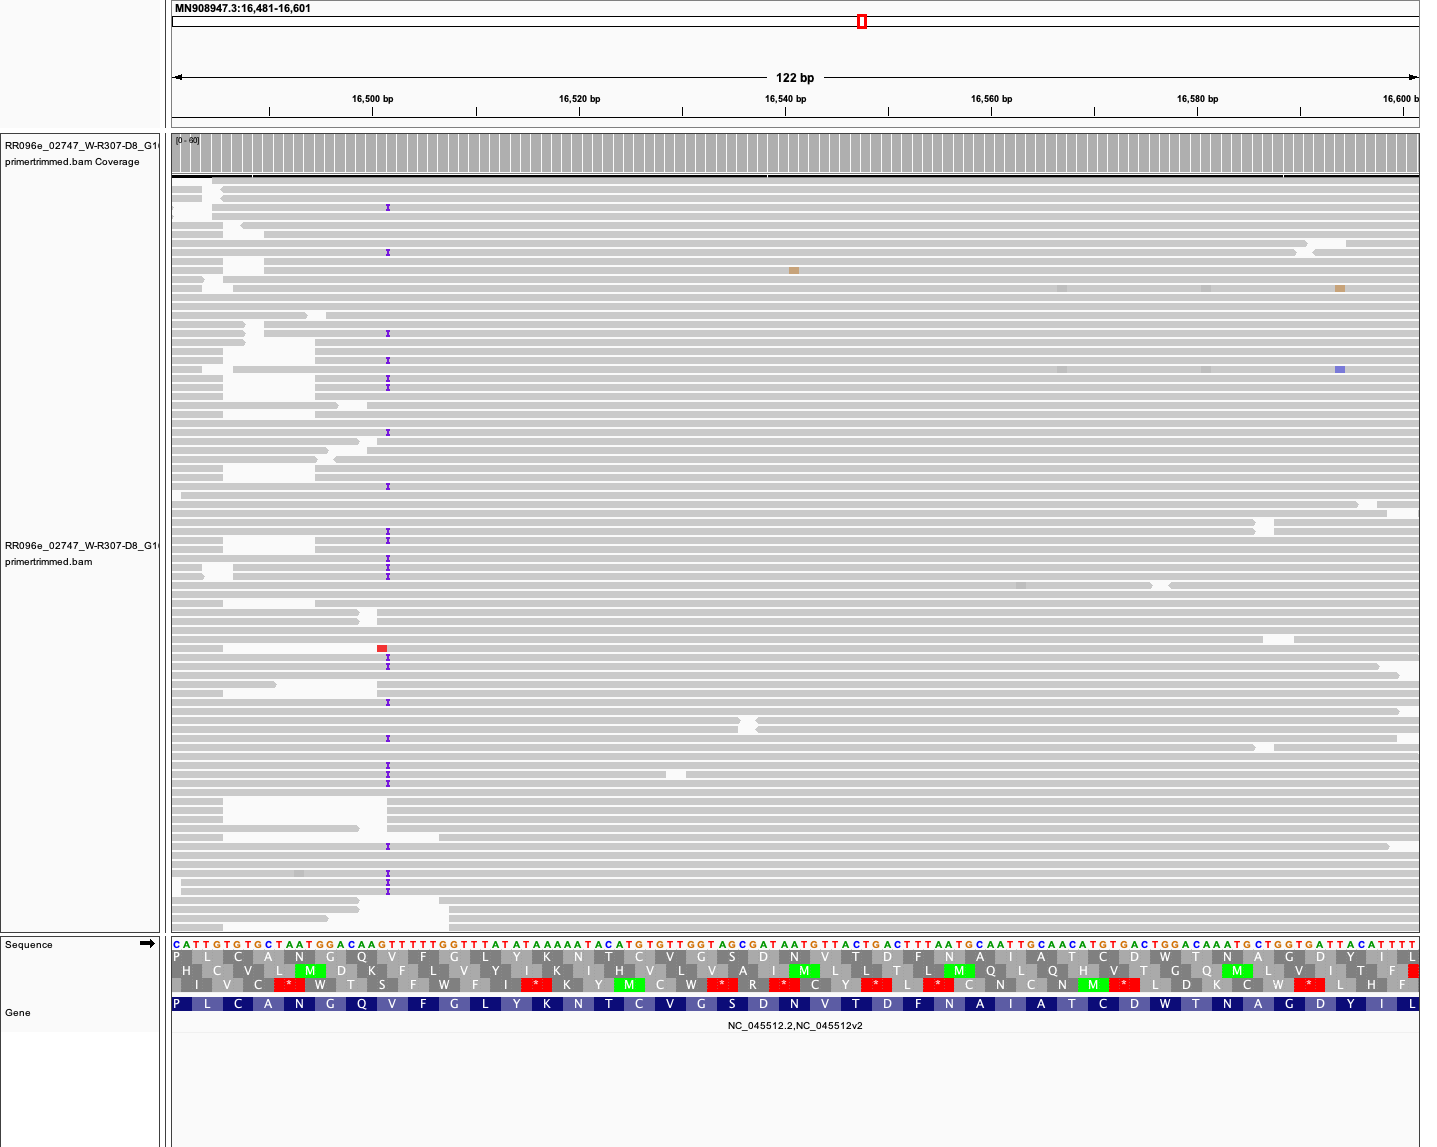 MN908947.3:16,481-16,601
122 bp
16,500 bp 16,520 bp 16,540 bp 16,560 bp 16,580 bp 16,600 b
RR096e_02747_W-R307-D8_G1
primertrimmed.bam Coverage
[0 - 60]
RR096e_02747_W-R307-D8_G1
primertrimmed.bam
Sequence
CATTGTGTGCTAATGGACAAGTTTTTGGTTTATATAAAAATACATGTGTTGGTAGCGATAATGTTACTGACTTTAATGCAATTGCAACATGTGACTGGACAAATGCTGGTGATTACATTTT
P L C A N G Q V F G L Y K N T C V G S D N V T D F N A I A T C D W T N A G D Y I L
H C V L M D K F L V Y I K I H V L V A I M L L T L M Q L Q H V T G Q M L V I T F
I V C * W T S F W F I * K Y M C W * R * C Y * L * C N C N M * L D K C W * L H F
Gene
P L C A N G Q V F G L Y K N T C V G S D N V T D F N A I A T C D W T N A G D Y I L
NC_045512.2,NC_045512v2